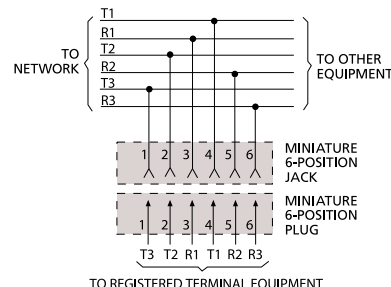 T1
R1
T2
R2
T3
R3
TO
NETWORK
TO OTHER
EQUIPMENT
1 2 3 4 5 6
MINIATURE
6-POSITION
JACK
1 2 3 4 5 6
MINIATURE
6-POSITION
PLUG
T3 T2 R1 T1 R2 R3
TO REGISTERED TERMINAL EQUIPMENT